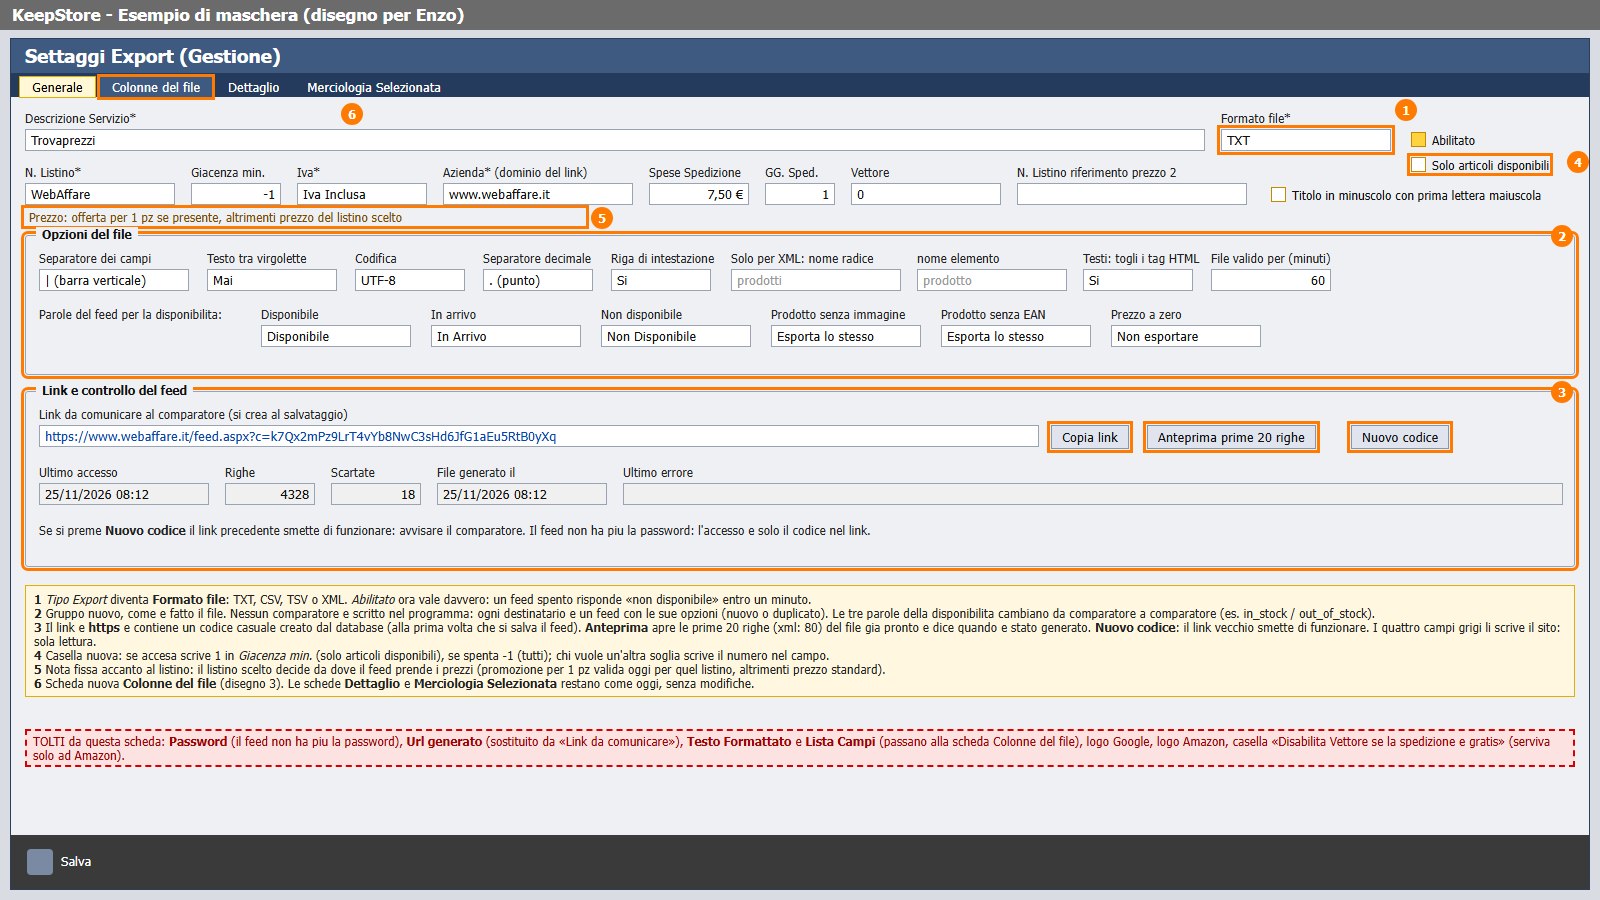 KeepStore - Esempio di maschera (disegno per Enzo)
Settaggi Export (Gestione)
Generale Colonne del file Dettaglio Merciologia Selezionata
Descrizione Servizio* 6 Formato file* 1
Trovaprezzi TXT Abilitato
Solo articoli disponibili 4
N. Listino* Giacenza min. Iva* Azienda* (dominio del link) Spese Spedizione GG. Sped. Vettore N. Listino riferimento prezzo 2
WebAffare -1 Iva Inclusa www.webaffare.it 7,50 € 1 0 Titolo in minuscolo con prima lettera maiuscola
Prezzo: offerta per 1 pz se presente, altrimenti prezzo del listino scelto 5
Opzioni del file 2
Separatore dei campi Testo tra virgolette Codifica Separatore decimale Riga di intestazione Solo per XML: nome radice nome elemento Testi: togli i tag HTML File valido per (minuti)
| (barra verticale) Mai UTF-8 . (punto) Si prodotti prodotto Si 60
Parole del feed per la disponibilita: Disponibile In arrivo Non disponibile Prodotto senza immagine Prodotto senza EAN Prezzo a zero
Disponibile In Arrivo Non Disponibile Esporta lo stesso Esporta lo stesso Non esportare
Link e controllo del feed 3
Link da comunicare al comparatore (si crea al salvataggio)
https://www.webaffare.it/feed.aspx?c=k7Qx2mPz9LrT4vYb8NwC3sHd6JfG1aEu5RtB0yXq Copia link Anteprima prime 20 righe Nuovo codice
Ultimo accesso Righe Scartate File generato il Ultimo errore
25/11/2026 08:12 4328 18 25/11/2026 08:12
Se si preme Nuovo codice il link precedente smette di funzionare: avvisare il comparatore. Il feed non ha piu la password: l'accesso e solo il codice nel link.
1 Tipo Export diventa Formato file: TXT, CSV, TSV o XML. Abilitato ora vale davvero: un feed spento risponde «non disponibile» entro un minuto.
2 Gruppo nuovo, come e fatto il file. Nessun comparatore e scritto nel programma: ogni destinatario e un feed con le sue opzioni (nuovo o duplicato). Le tre parole della disponibilita cambiano da comparatore a comparatore (es. in_stock / out_of_stock).
3 Il link e https e contiene un codice casuale creato dal database (alla prima volta che si salva il feed). Anteprima apre le prime 20 righe (xml: 80) del file gia pronto e dice quando e stato generato. Nuovo codice: il link vecchio smette di funzionare. I quattro campi grigi li scrive il sito:
sola lettura.
4 Casella nuova: se accesa scrive 1 in Giacenza min. (solo articoli disponibili), se spenta -1 (tutti); chi vuole un'altra soglia scrive il numero nel campo.
5 Nota fissa accanto al listino: il listino scelto decide da dove il feed prende i prezzi (promozione per 1 pz valida oggi per quel listino, altrimenti prezzo standard).
6 Scheda nuova Colonne del file (disegno 3). Le schede Dettaglio e Merciologia Selezionata restano come oggi, senza modifiche.
TOLTI da questa scheda: Password (il feed non ha piu la password), Url generato (sostituito da «Link da comunicare»), Testo Formattato e Lista Campi (passano alla scheda Colonne del file), logo Google, logo Amazon, casella «Disabilita Vettore se la spedizione e gratis» (serviva
solo ad Amazon).
Salva